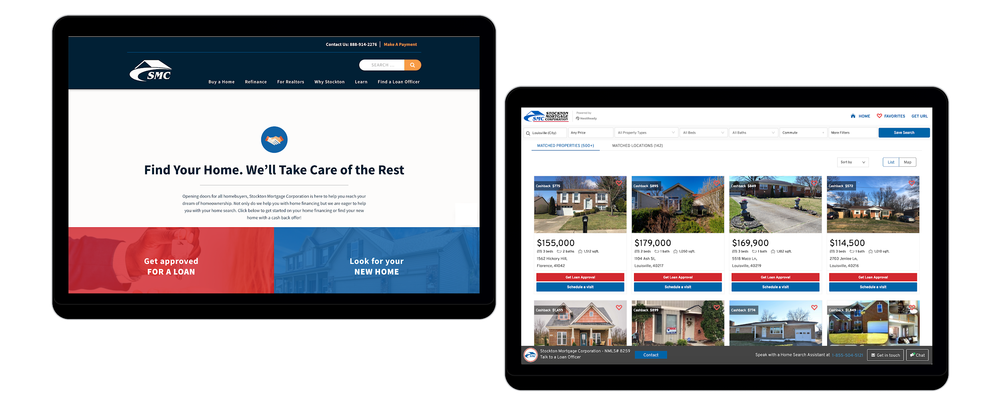 Contact Us: 888-914-2276 | Make A Payment
SMC
SEARCH ...
Buy a Home Refinance For Realtors Why Stockton Learn Find a Loan Officer
Find Your Home. We'll Take Care of the Rest
Opening doors for all homebuyers, Stockton Mortgage Corporation is here to help you reach your
dream of homeownership. Not only do we help you with home financing but we are eager to help
you with your home search. Click below to get started on your home financing or find your new
home with a cash back offer!
Get approved
FOR A LOAN
Look for your
NEW HOME
SMC STOCKTON
MORTGAGE
CORPORATION
Powered by
NestReady
HOME FAVORITES GET URL
Louisville (City) Any Price All Property Types All Beds All Baths Commute + More Filters Save Search
MATCHED PROPERTIES (500+) MATCHED LOCATIONS (142)
Sort by List Map
Cashback $775 Cashback $895 Cashback $849 Cashback $572
$155,000 $179,000 $169,900 $114,500
3 beds 2 baths 1,512 sqft. 2 beds 1 bath 1,050 sqft. 3 beds 1 bath 1,182 sqft. 3 beds 1 bath 1,010 sqft.
1562 Hickory Hill, 1104 Ash St, 5518 Maco Ln, 2703 Jenlee Ln,
Florence, 41042 Louisville, 40217 Louisville, 40219 Louisville, 40216
Get Loan Approval Get Loan Approval Get Loan Approval Get Loan Approval
Schedule a visit Schedule a visit Schedule a visit Schedule a visit
Cashback $1,455 Cashback $899 Cashback $774 Cashback $1,849
SMC
Stockton Mortgage Corporation - NMLS# 8259
Talk to a Loan Officer
Contact
Speak with a Home Search Assistant at 1-855-504-5121 Get in touch Chat